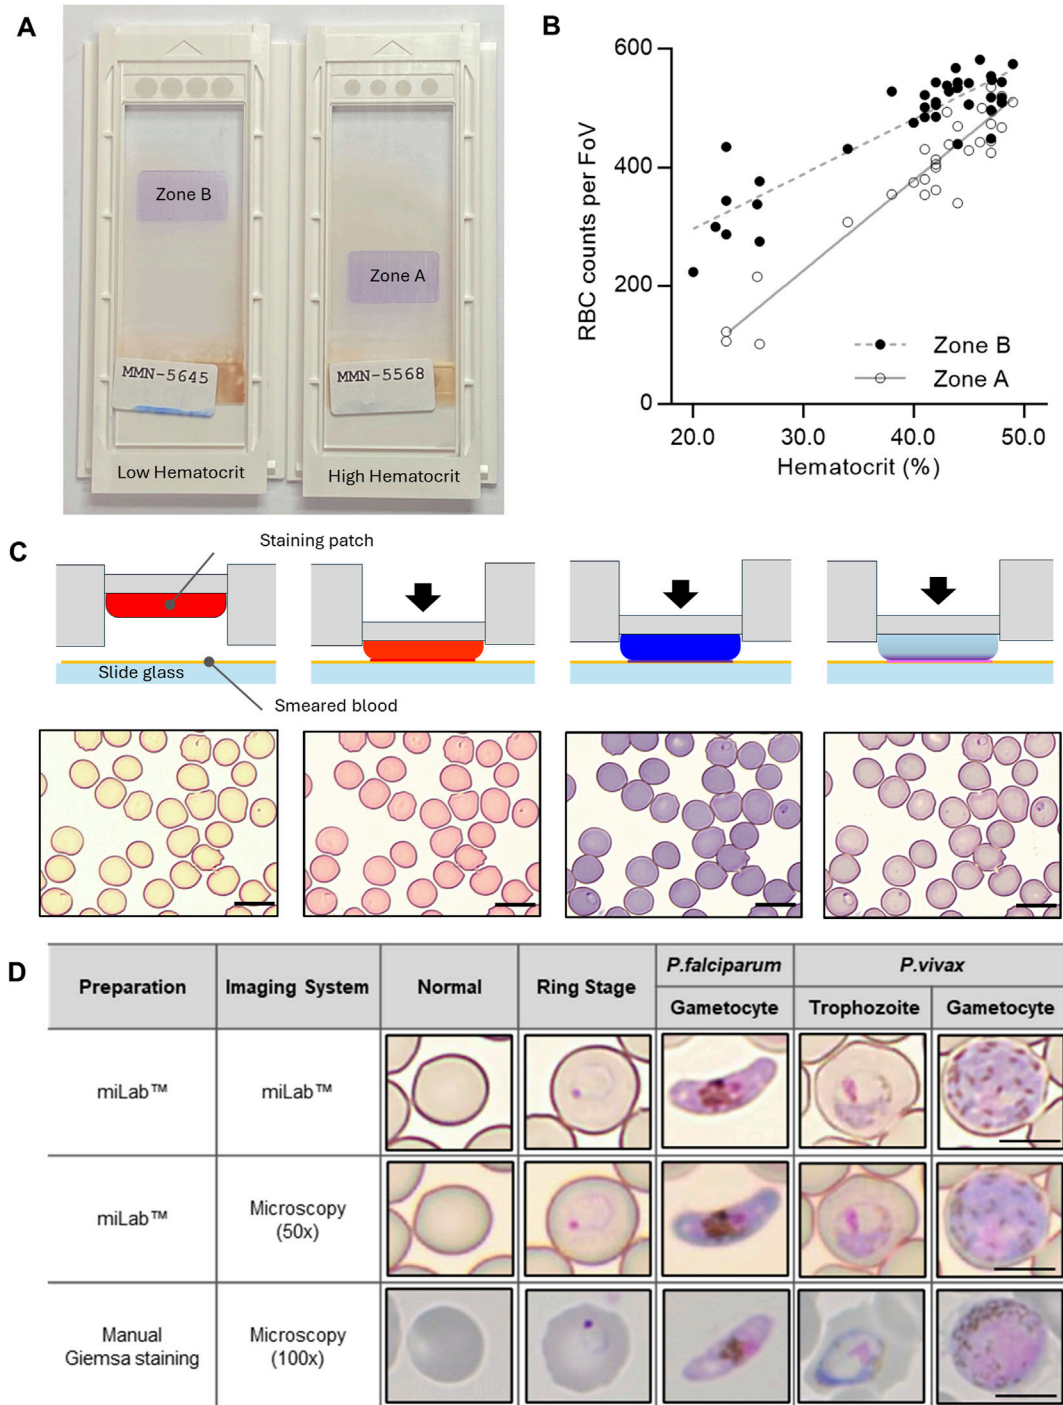 A
Zone B
Zone A
MMN-5645
MMN-5568
Low Hematocrit
High Hematocrit
B
RBC counts per FoV
600
400
200
0
20.0
30.0
40.0
50.0
Hematocrit (%)
Zone B
Zone A
C
Staining patch
Slide glass
Smeared blood
D
Preparation
Imaging System
Normal
Ring Stage
P.falciparum
P.vivax
Gametocyte
Trophozoite
Gametocyte
miLab™
miLab™
miLab™
Microscopy
(50x)
Manual
Giemsa staining
Microscopy
(100x)